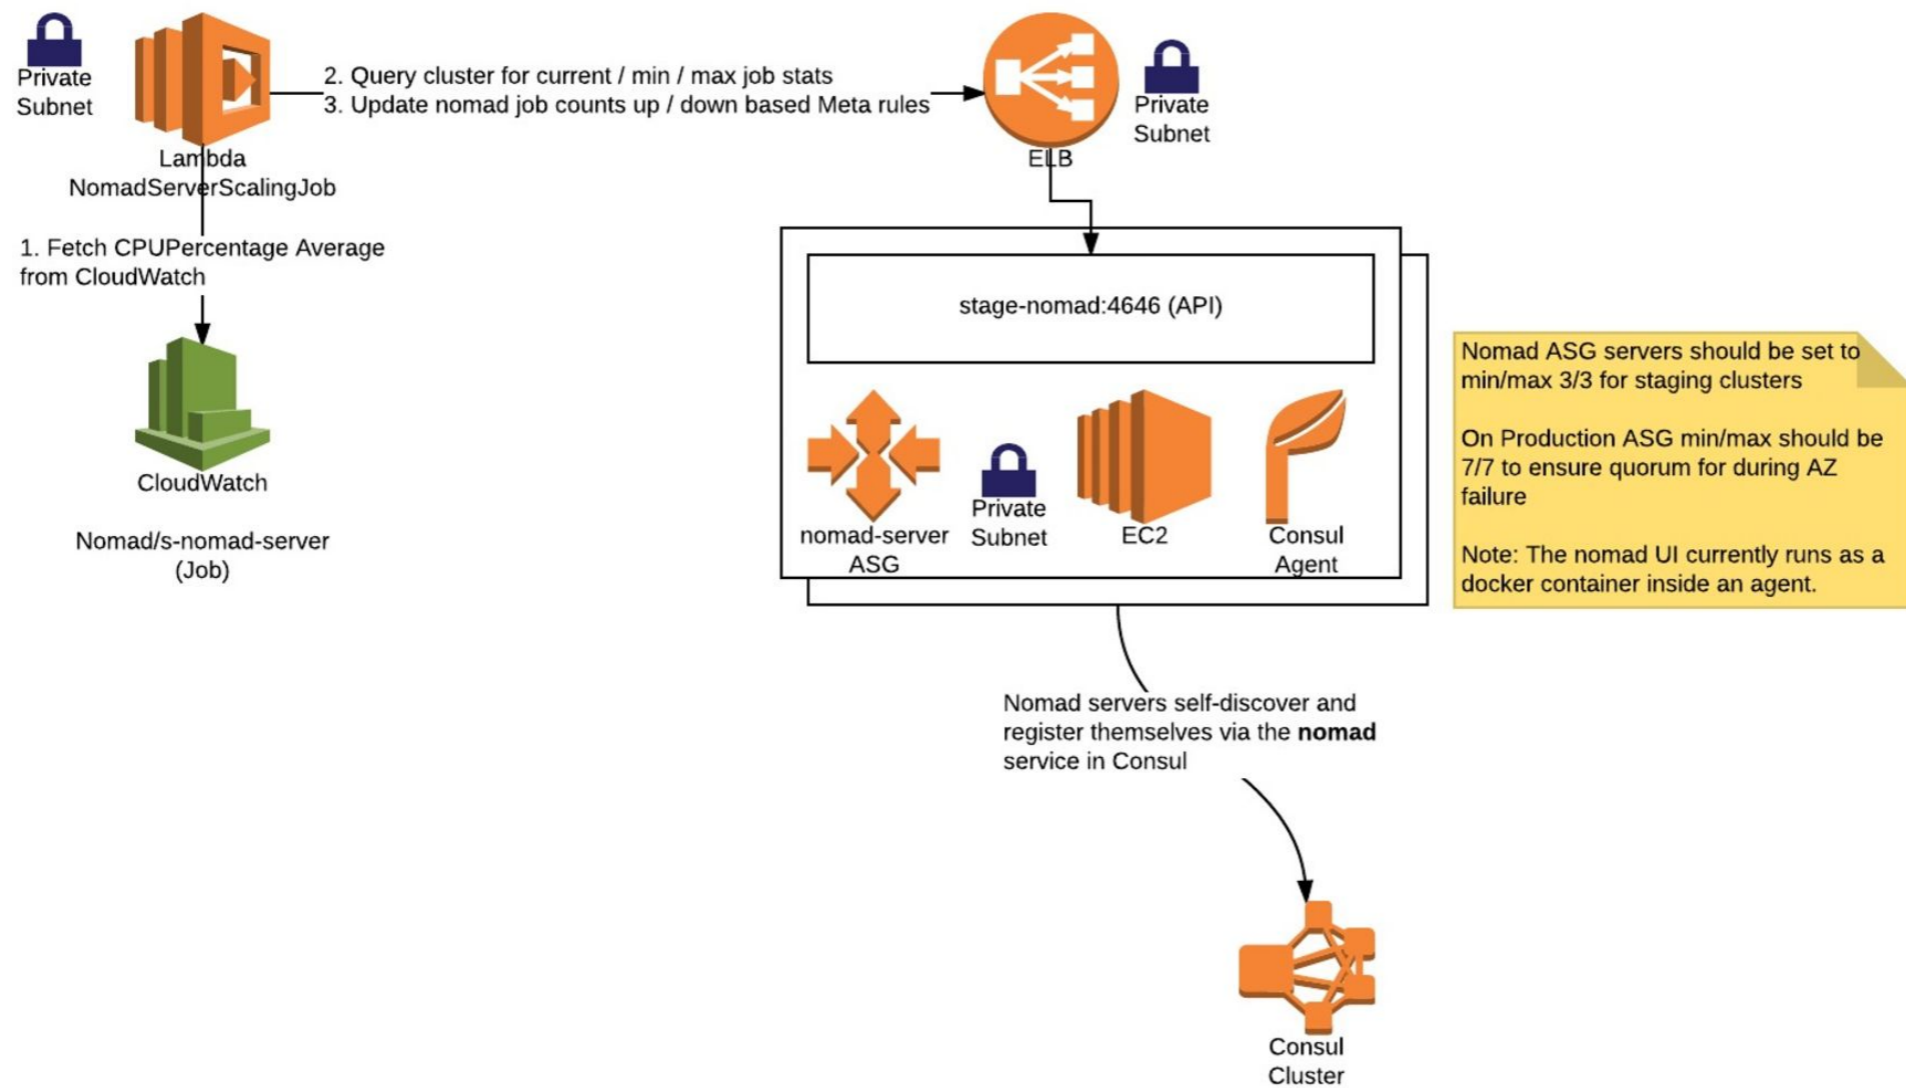 Private
Subnet
Lambda
NomadServerScalingJob
2. Query cluster for current / min / max job stats
3. Update nomad job counts up / down based Meta rules
ELB
Private
Subnet
1. Fetch CPUPercentage Average
from CloudWatch
CloudWatch
Nomad/s-nomad-server
(Job)
stage-nomad:4646 (API)
nomad-server
ASG
Private
Subnet
EC2
Consul
Agent
Nomad ASG servers should be set to
min/max 3/3 for staging clusters
On Production ASG min/max should be
7/7 to ensure quorum for during AZ
failure
Note: The nomad UI currently runs as a
docker container inside an agent.
Nomad servers self-discover and
register themselves via the nomad
service in Consul
Consul
Cluster